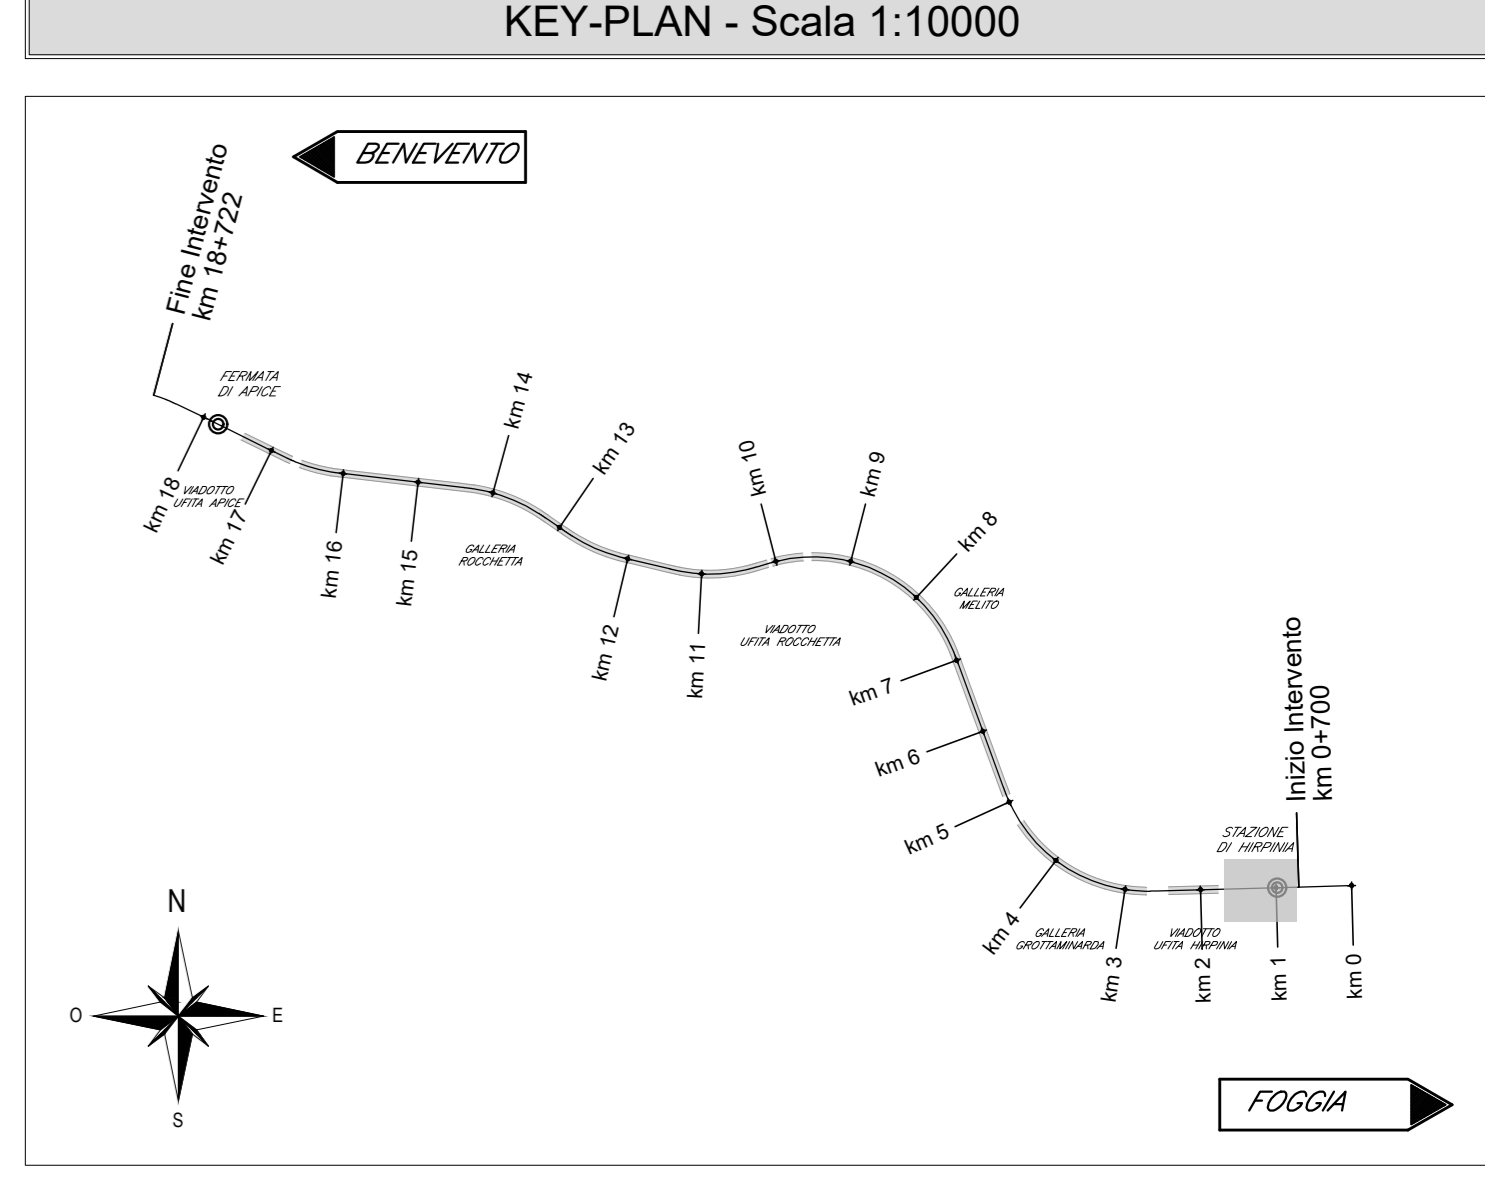 KEY-PLAN - Scala 1:10000
BENEVENTO
Fine Intervento
km 18+722
FERMATA
DI APICE
km 18
VIADOTTO
UFITA APICE
km 17
km 16
km 15
km 14
GALLERIA
ROCCHETTA
km 13
km 12
km 11
km 10
VIADOTTO
UFITA ROCCHETTA
km 9
km 8
GALLERIA
MELITO
km 7
km 6
km 5
km 4
GALLERIA
GROTTAMINARDA
km 3
VIADOTTO
UFITA HIRPINIA
km 2
STAZIONE
DI HIRPINIA
Inizio Intervento
km 0+700
km 1
km 0
N
O
E
S
FOGGIA